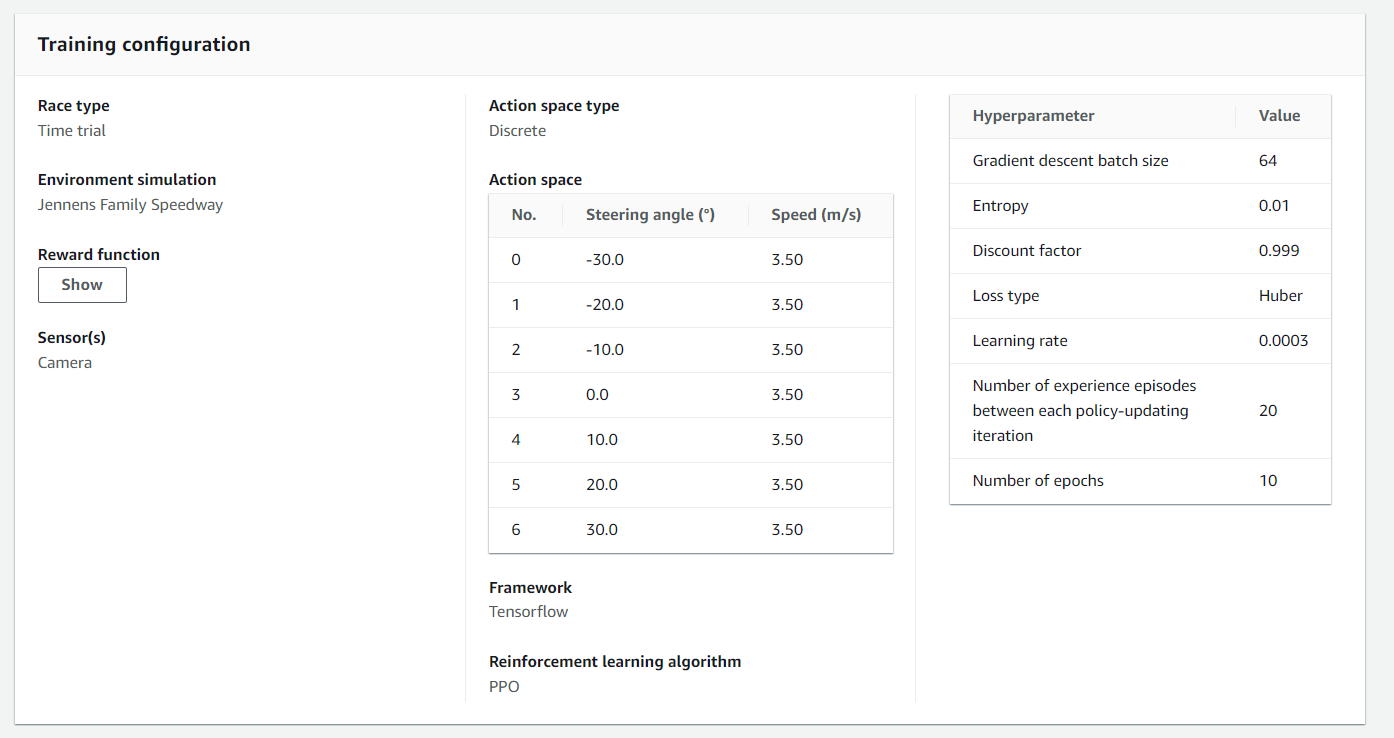 Training configuration
Race type
Time trial
Environment simulation
Jennens Family Speedway
Reward function
Show
Sensor(s)
Camera
Action space type
Discrete
Action space
No. Steering angle (°) Speed (m/s)
0 -30.0 3.50
1 -20.0 3.50
2 -10.0 3.50
3 0.0 3.50
4 10.0 3.50
5 20.0 3.50
6 30.0 3.50
Framework
Tensorflow
Reinforcement learning algorithm
PPO
Hyperparameter Value
Gradient descent batch size 64
Entropy 0.01
Discount factor 0.999
Loss type Huber
Learning rate 0.0003
Number of experience episodes
between each policy-updating 20
iteration
Number of epochs 10